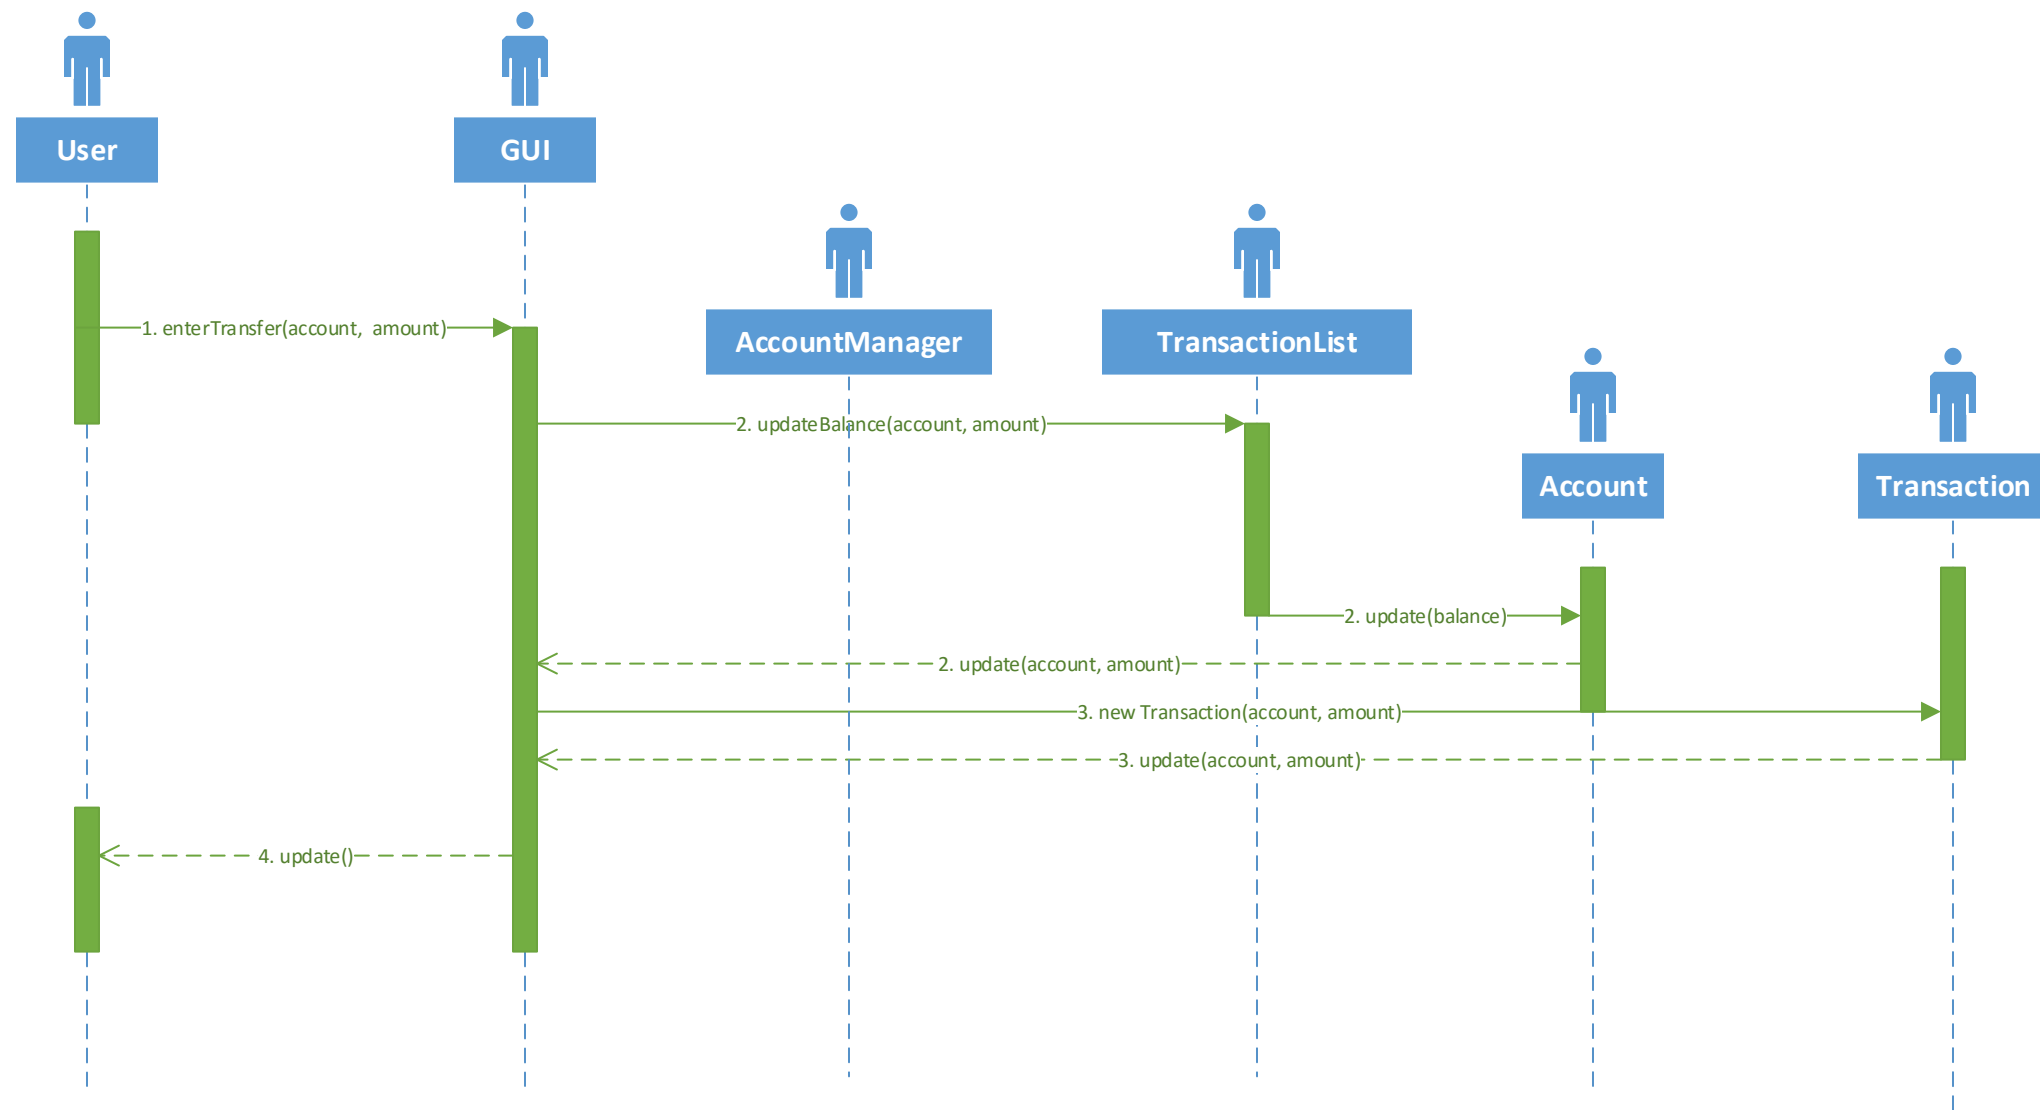 User
GUI
AccountManager
TransactionList
Account
Transaction
1. enterTransfer(account,  amount)
2. updateBalance(account, amount)
2. update(balance)
2. update(account, amount)
3. new Transaction(account, amount)
3. update(account, amount)
4. update()